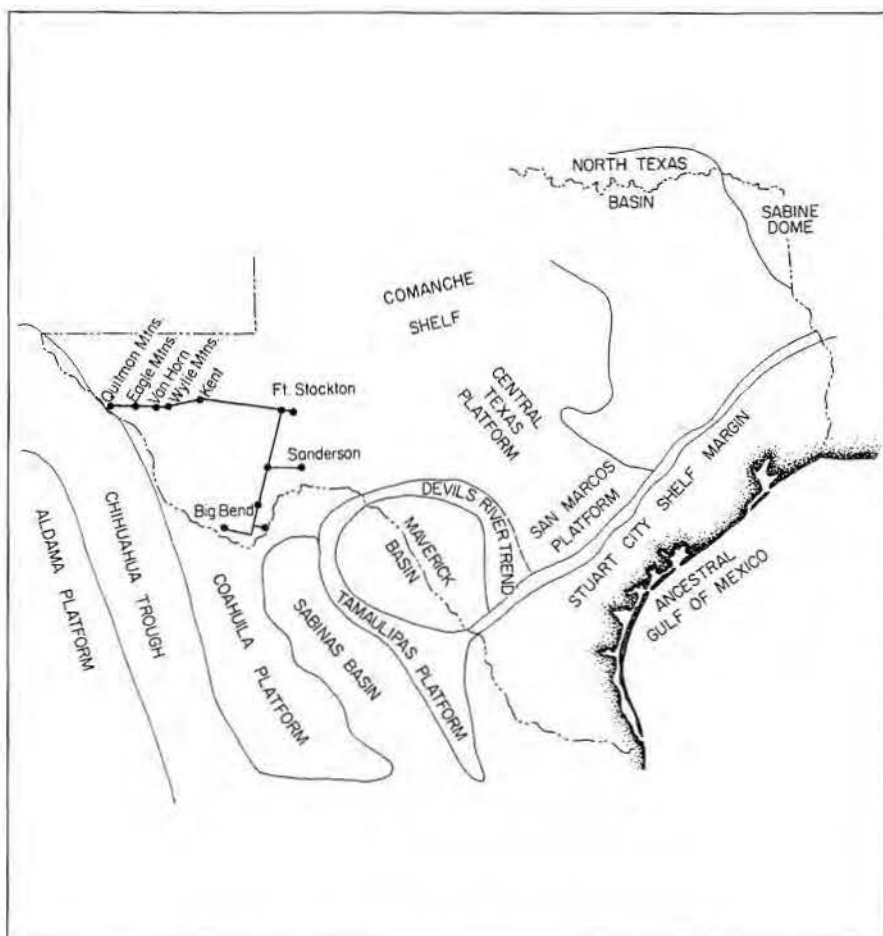 NORTH TEXAS
BASIN
SABINE
DOME
COMANCHE
SHELF
Quitman Mtns.
Eagle Mtns.
Van Horn
Wylie Mtns.
Kent
Ft. Stockton
CENTRAL
TEXAS
PLATFORM
Sanderson
Big Bend
DEVILS RIVER TREND
SAN MARCOS
PLATFORM
STUART CITY SHELF MARGIN
MAVERICK
BASIN
ANCESTRAL
GULF OF MEXICO
ALDAMA PLATFORM
CHIHUAHUA TROUGH
COAHUILA PLATFORM
SABINAS BASIN
TAMAULIPAS PLATFORM